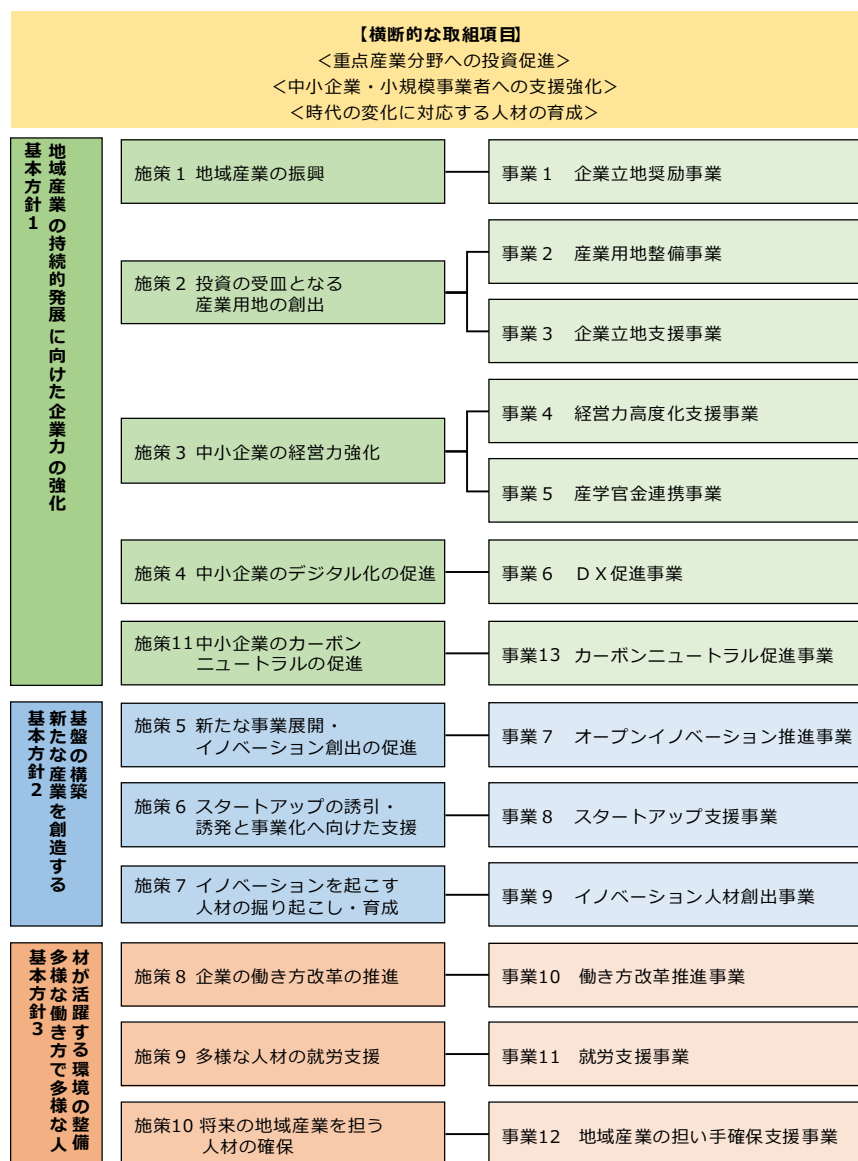 【横断的な取組項目】
＜重点産業分野への投資促進＞
＜中小企業・小規模事業者への支援強化＞
＜時代の変化に対応する人材の育成＞
基本方針１
地域産業の持続的発展に向けた企業力の強化
施策１ 地域産業の振興
事業１　企業立地奨励事業
施策２ 投資の受皿となる
産業用地の創出
事業２　産業用地整備事業
事業３　企業立地支援事業
施策３ 中小企業の経営力強化
事業４　経営力高度化支援事業
事業５　産学官金連携事業
施策４ 中小企業のデジタル化の促進
事業６　ＤＸ促進事業
施策11 中小企業のカーボン
ニュートラルの促進
事業13　カーボンニュートラル促進事業
基本方針２
新たな産業を創造する
基盤の構築
施策５ 新たな事業展開・
イノベーション創出の促進
事業７　オープンイノベーション推進事業
施策６ スタートアップの誘引・
誘発と事業化へ向けた支援
事業８　スタートアップ支援事業
施策７ イノベーションを起こす
人材の掘り起こし・育成
事業９　イノベーション人材創出事業
基本方針３
多様な働き方で多様な人
材が活躍する環境の整備
施策８ 企業の働き方改革の推進
事業10　働き方改革推進事業
施策９ 多様な人材の就労支援
事業11　就労支援事業
施策10 将来の地域産業を担う
人材の確保
事業12　地域産業の担い手確保支援事業